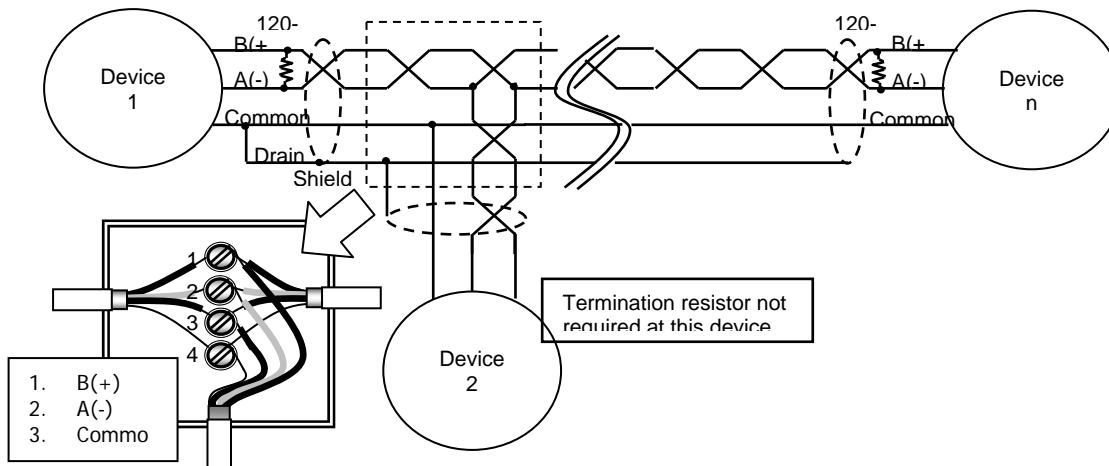 120-
120-
B(+
B(+
Device
1
A(-)
A(-)
Device
n
Common
Common
Drain
Shield
1
2
3
4
Termination resistor not
required at this device
Device
2
1. B(+)
2. A(-)
3. Commo